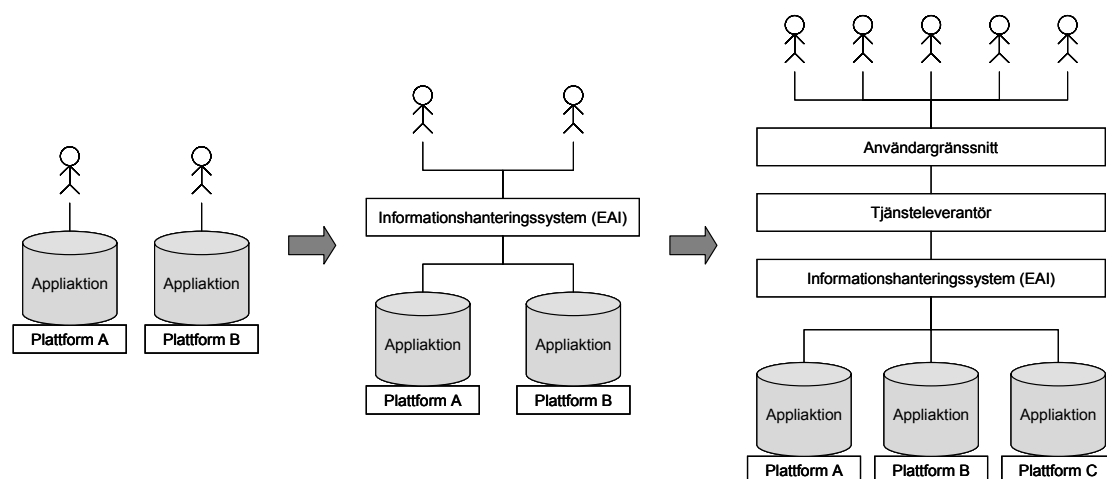 Appliaktion
Appliaktion
Plattform A
Plattform B
Informationshanteringssystem (EAI)
Appliaktion
Appliaktion
Plattform A
Plattform B
Användargränssnitt
Tjänsteleverantör
Informationshanteringssystem (EAI)
Appliaktion
Appliaktion
Appliaktion
Plattform A
Plattform B
Plattform C